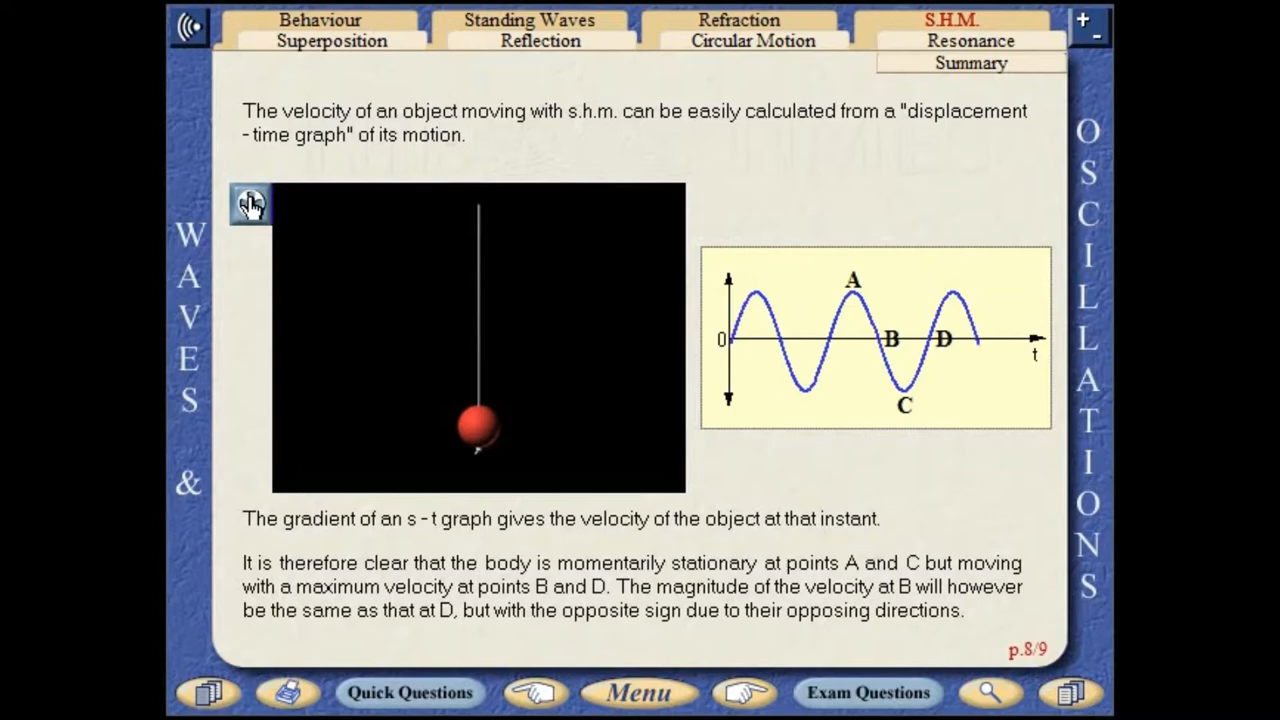 Behaviour
Standing Waves
Refraction
S.H.M.
+
-
Superposition
Reflection
Circular Motion
Resonance
Summary
The velocity of an object moving with s.h.m. can be easily calculated from a "displacement
- time graph" of its motion.
A
0
B
D
t
C
The gradient of an s - t graph gives the velocity of the object at that instant.
It is therefore clear that the body is momentarily stationary at points A and C but moving
with a maximum velocity at points B and D. The magnitude of the velocity at B will however
be the same as that at D, but with the opposite sign due to their opposing directions.
p.8/9
WAVES &
OSCILLATIONS
Quick Questions
Menu
Exam Questions